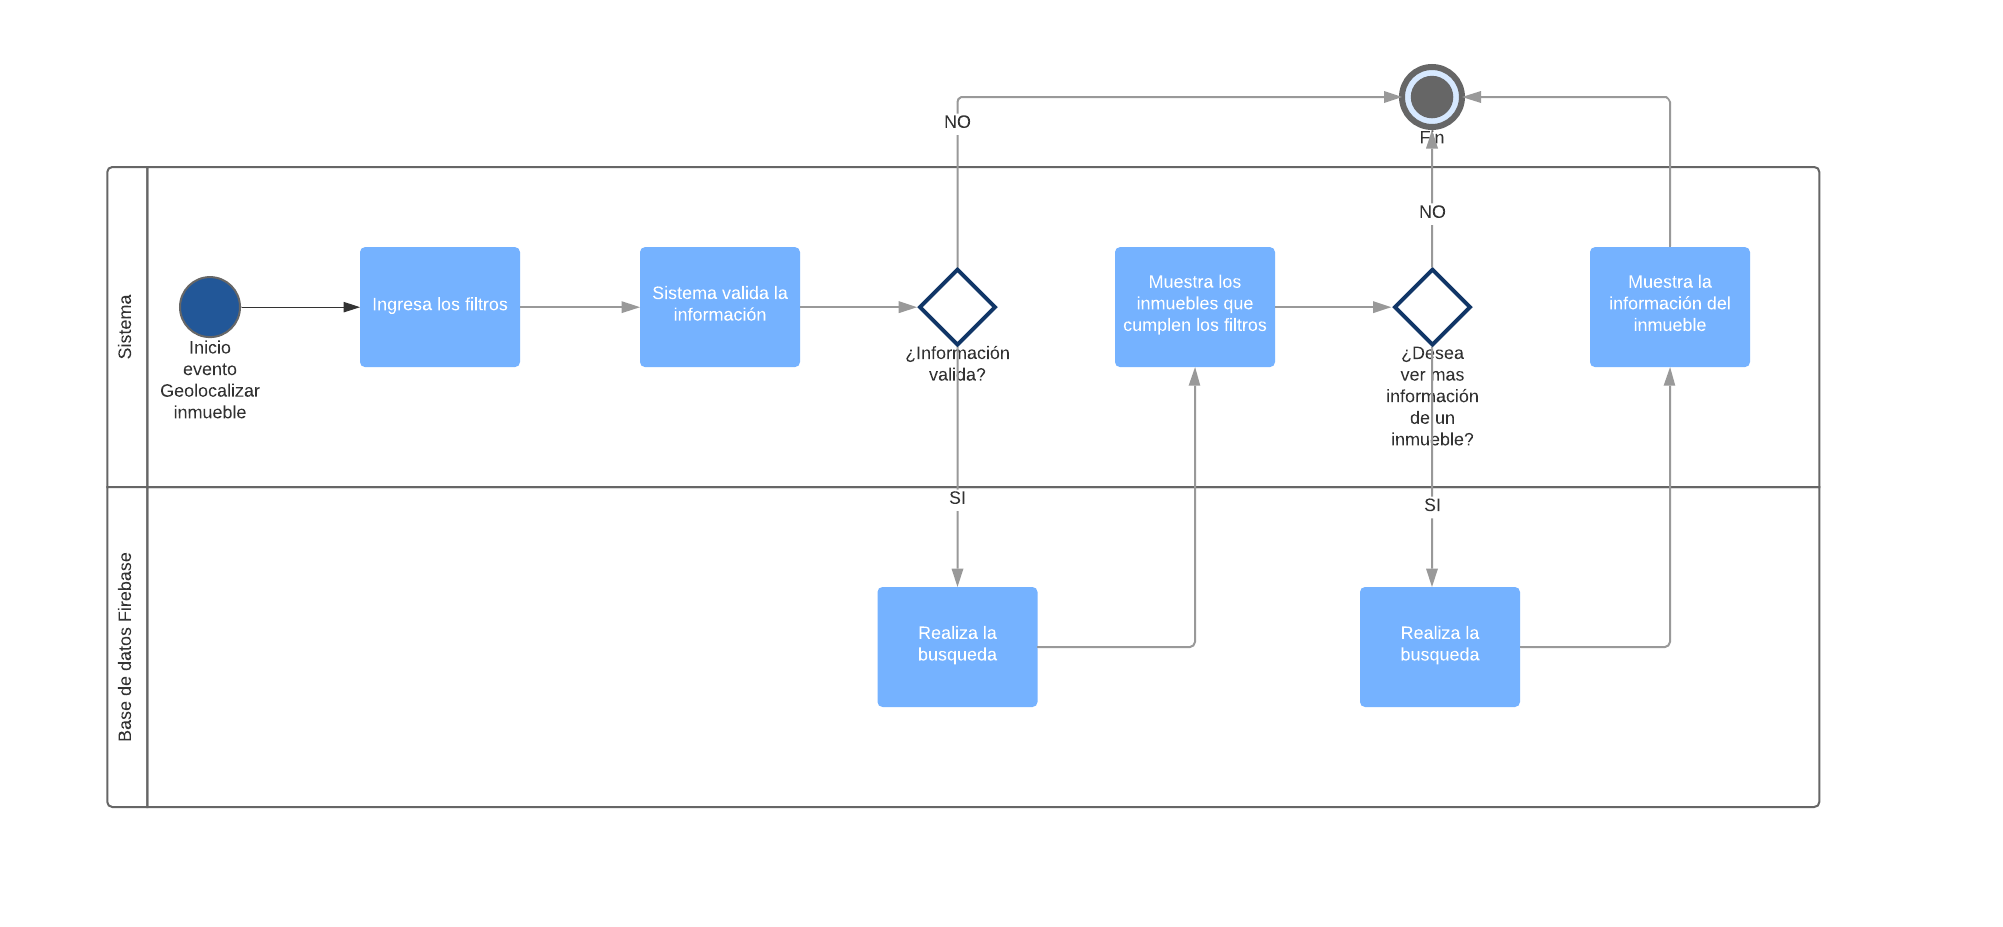 NO
Fin
Sistema
NO
Inicio
evento
Geolocalizar
inmueble
Ingresa los filtros
Sistema valida la
información
¿Información
valida?
Muestra los
inmuebles que
cumplen los filtros
¿Desea
ver mas
información
de un
inmueble?
Muestra la
información del
inmueble
Base de datos Firebase
SI
SI
Realiza la
busqueda
Realiza la
busqueda